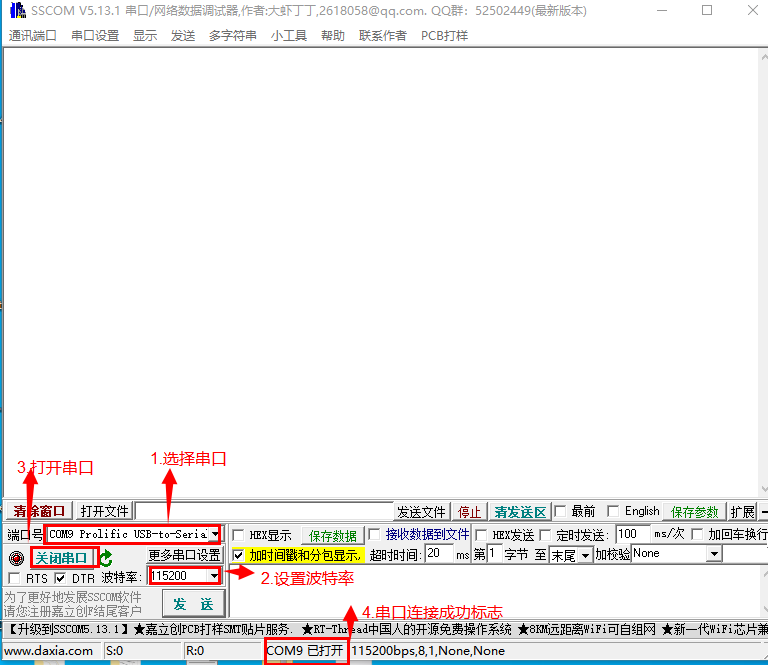 SSCOM V5.13.1 串口/网络数据调试器,作者:大虾丁丁,2618058@qq.com. QQ群: 52502449(最新版本)
通讯端口 串口设置 显示 发送 多字符串 小工具 帮助 联系作者 PCB打样
3.打开串口 1.选择串口
清除窗口 打开文件 发送文件 停止 清发送区 最前 English 保存参数 扩展
端口号 COM9 Prolific USB-to-Seria HEX显示 保存数据 接收数据到文件 HEX发送 定时发送: 100 ms/次 加回车换行
关闭串口 更多串口设置 加时间戳和分包显示, 超时时间: 20 ms 第 1 字节 至 末尾 加校验 None
RTS DTR 波特率: 115200 2.设置波特率
为了更好地发展SSCOM软件
请您注册嘉立创F结尾客户
发 送
4.串口连接成功标志
【升级到SSCOM5.13.1】★嘉立创PCB打样SMT贴片服务. ★RT-Thread中国人的开源免费操作系统 ★8KM远距离WiFi可自组网 ★新一代WiFi芯片兼
www.daxia.com S:0 R:0 COM9 已打开 115200bps,8,1,None,None